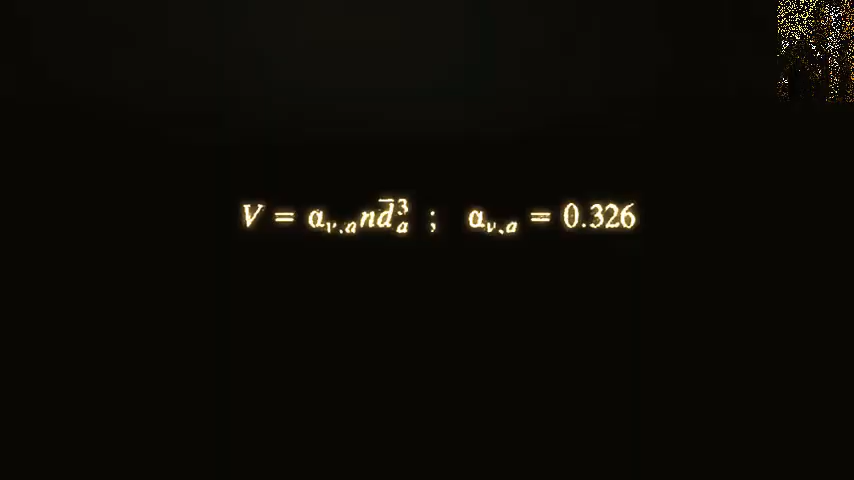 V = α_{v,a} n d̄_a^3 ; α_{v,a} = 0.326